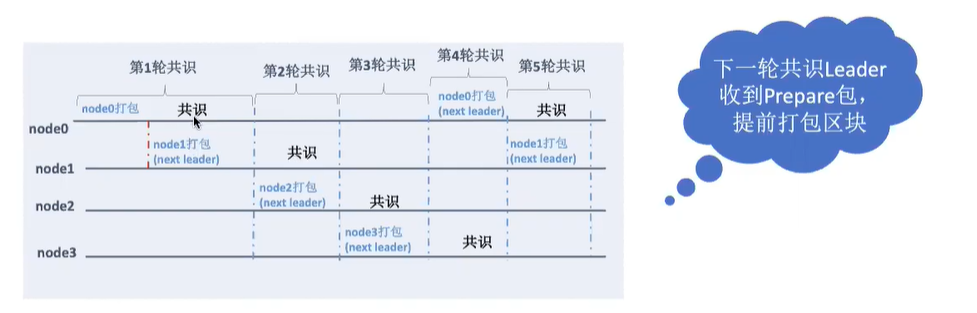 第1轮共识
第2轮共识
第3轮共识
第4轮共识
第5轮共识
node0打包
共识
node0打包
(next leader)
共识
node0
node1打包
(next leader)
共识
node1打包
(next leader)
node1
node2打包
(next leader)
共识
node2
node3打包
(next leader)
共识
node3
下一轮共识Leader
收到Prepare包，
提前打包区块